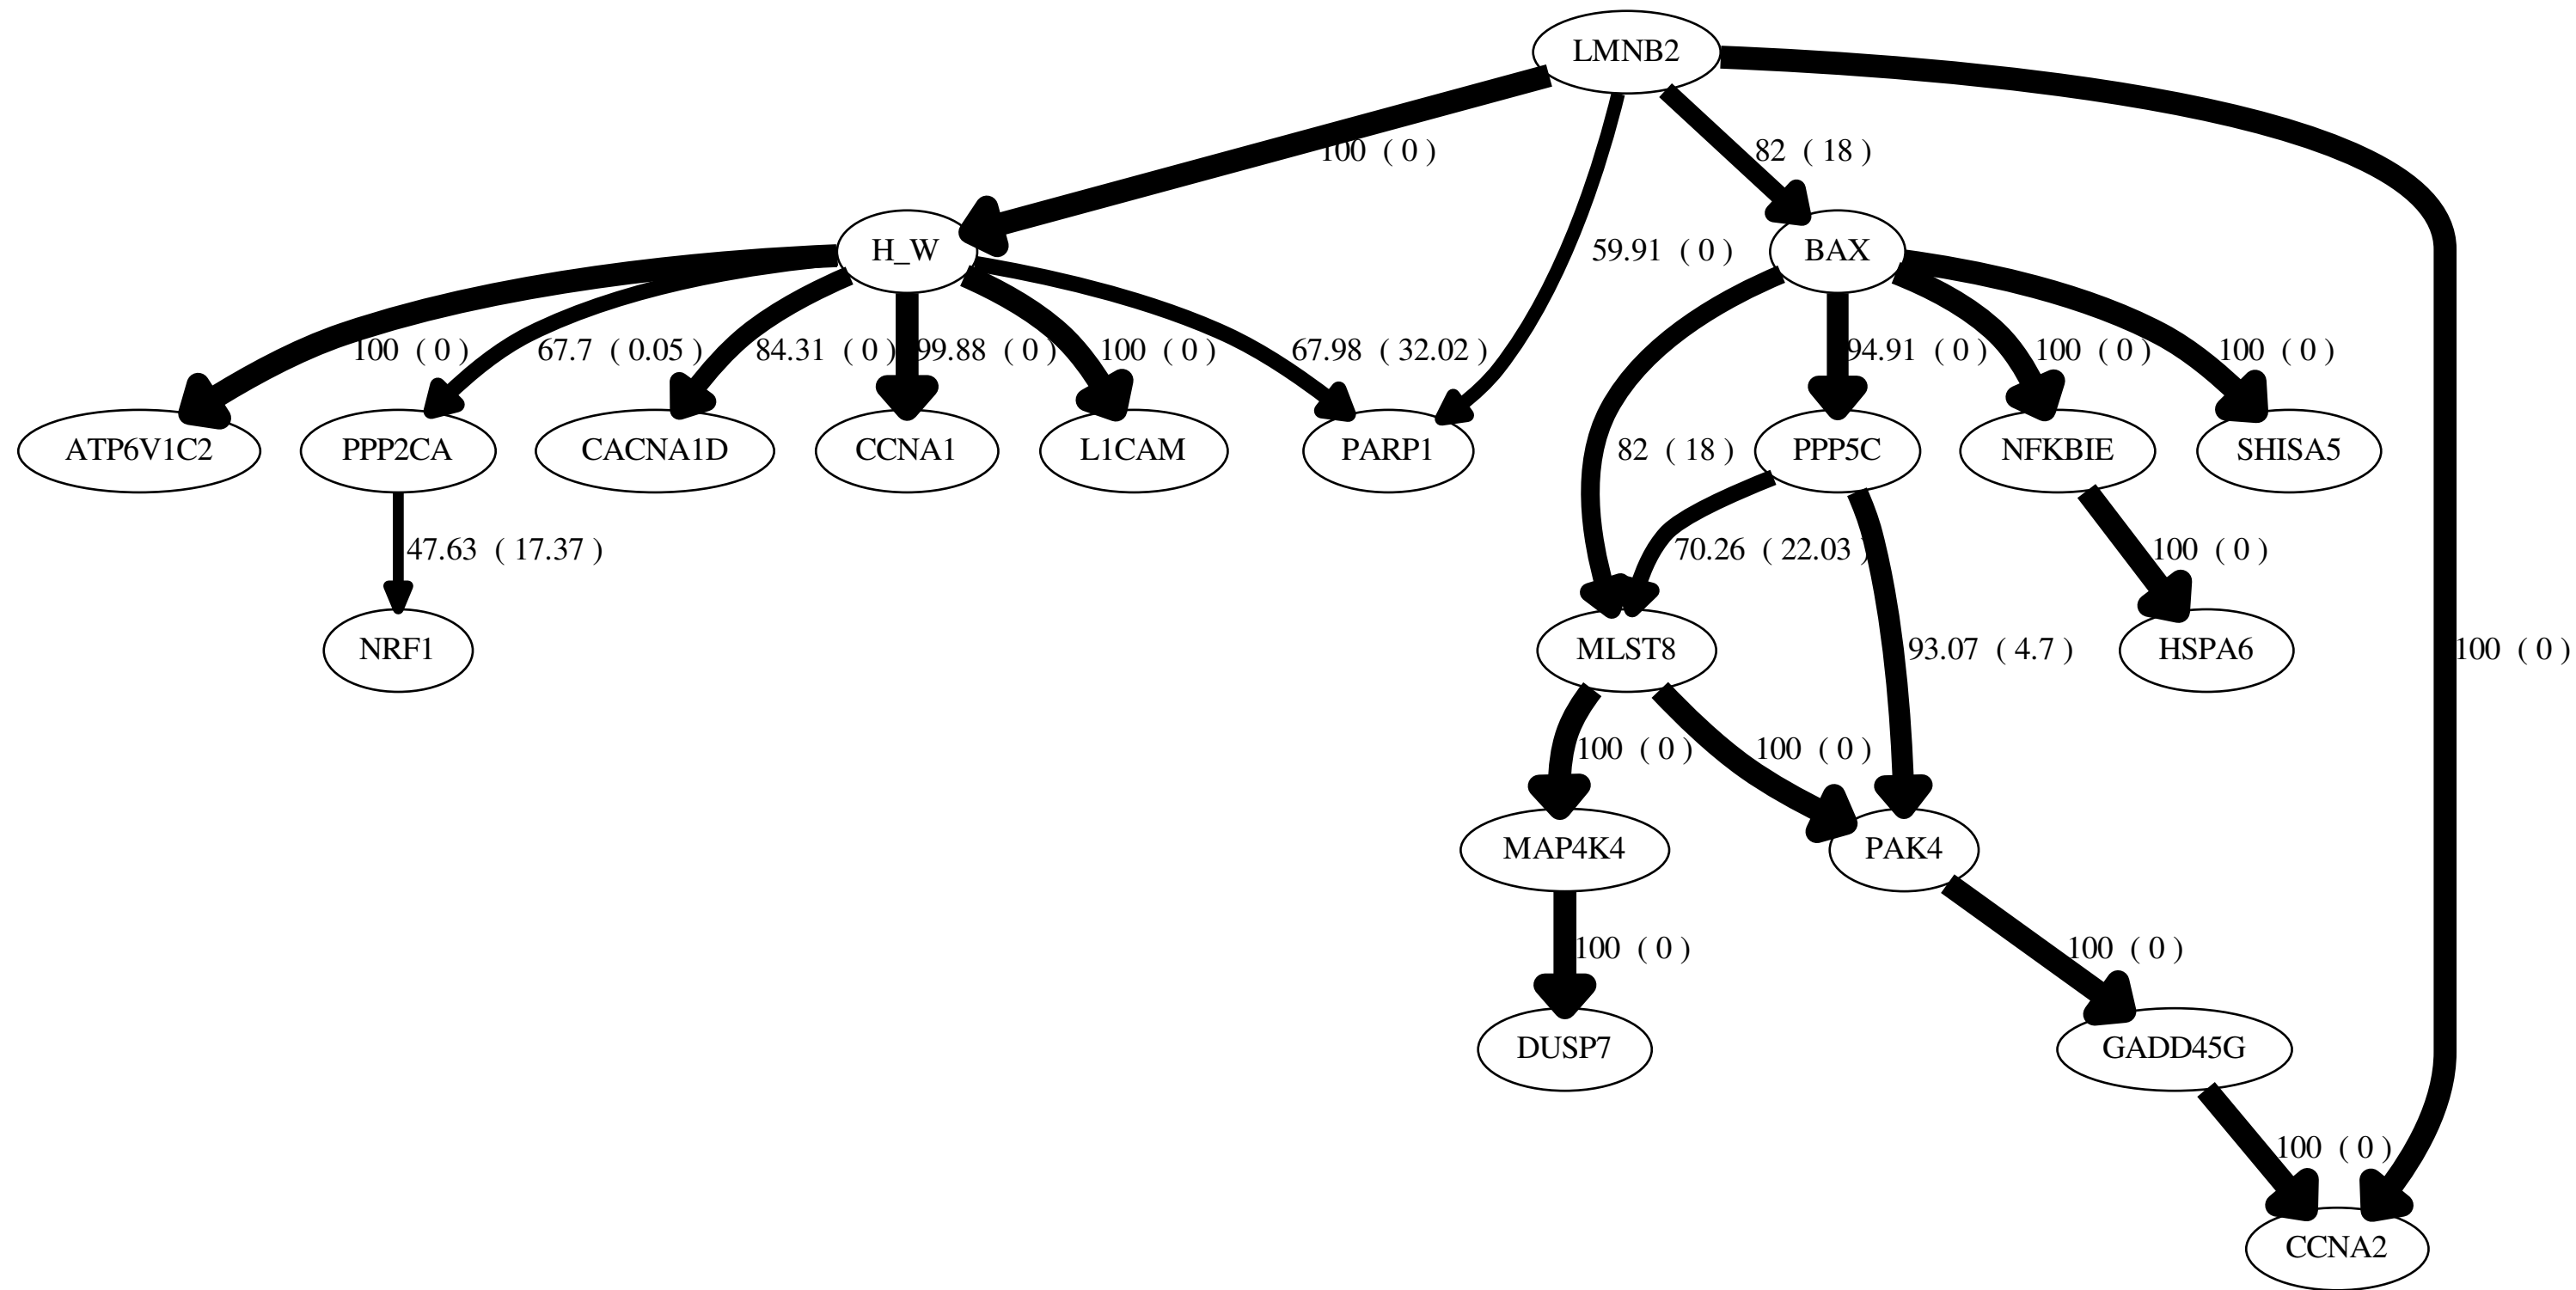 LMNB2
100 ( 0 )
82 ( 18 )
H_W
59.91 ( 0 )
BAX
100 ( 0 )
67.7 ( 0.05 )
84.31 ( 0 )
99.88 ( 0 )
100 ( 0 )
67.98 ( 32.02 )
94.91 ( 0 )
100 ( 0 )
100 ( 0 )
ATP6V1C2
PPP2CA
CACNA1D
CCNA1
L1CAM
PARP1
82 ( 18 )
PPP5C
NFKBIE
SHISA5
47.63 ( 17.37 )
70.26 ( 22.03 )
100 ( 0 )
NRF1
MLST8
93.07 ( 4.7 )
HSPA6
100 ( 0 )
100 ( 0 )
100 ( 0 )
MAP4K4
PAK4
100 ( 0 )
100 ( 0 )
DUSP7
GADD45G
100 ( 0 )
CCNA2